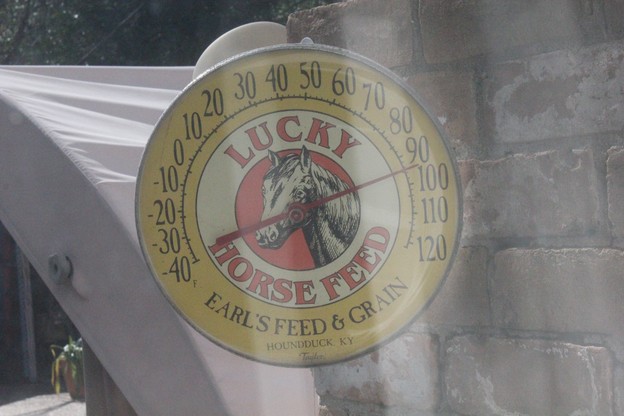 -40 -30 -20 -10 0 10 20 30 40 50 60 70 80 90 100 110 120
F
LUCKY
HORSE FEED
EARL'S FEED & GRAIN
HOUNDDUCK, KY
Taylor